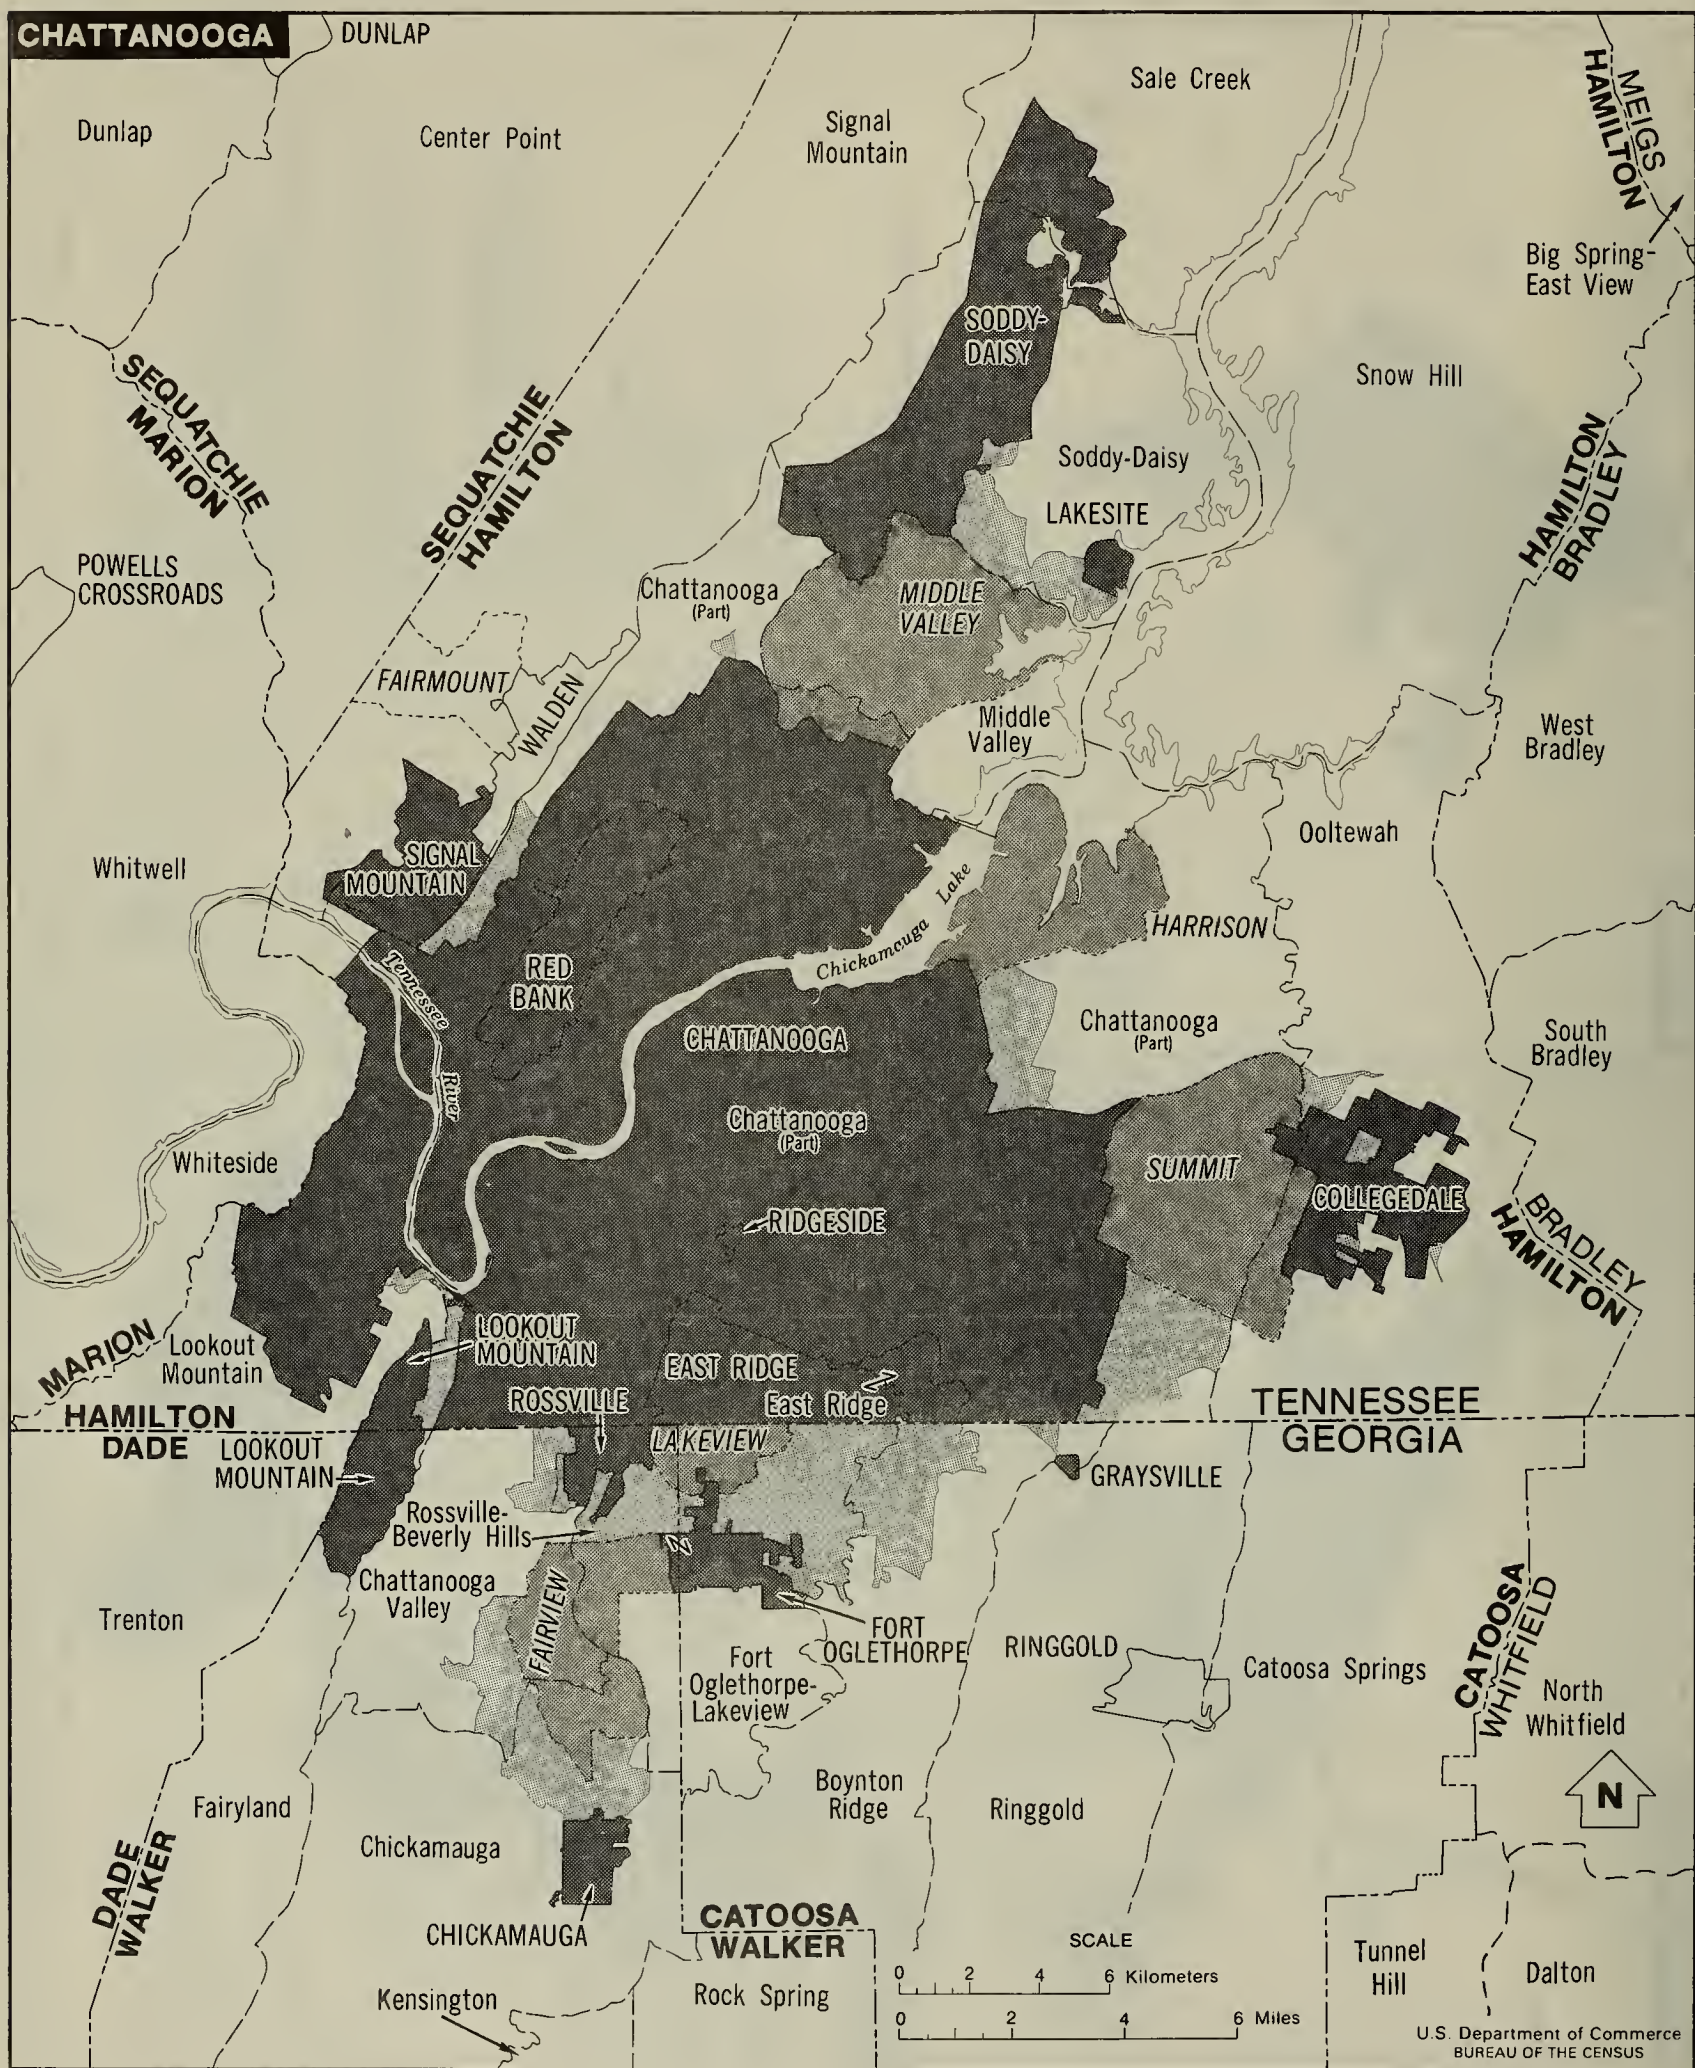 CHATTANOOGA
DUNLAP
Dunlap
Center Point
Signal
Mountain
Sale Creek
MEIGS
HAMILTON
Big Spring-
East View
SODDY-
DAISY
Snow Hill
SEQUATCHIE
MARION
SEQUATCHIE
HAMILTON
Soddy-Daisy
LAKESITE
HAMILTON
BRADLEY
POWELLS
CROSSROADS
Chattanooga
(Part)
MIDDLE
VALLEY
FAIRMOUNT
WALDEN
Middle
Valley
West
Bradley
Ooltewah
Whitwell
SIGNAL
MOUNTAIN
Chickamauga Lake
HARRISON
Tennessee
River
RED
BANK
CHATTANOOGA
Chattanooga
(Part)
South
Bradley
Chattanooga
(Part)
Whiteside
SUMMIT
COLLEGEDALE
RIDGESIDE
BRADLEY
HAMILTON
MARION
Lookout
Mountain
LOOKOUT
MOUNTAIN
EAST RIDGE
East Ridge
ROSSVILLE
TENNESSEE
GEORGIA
HAMILTON
DADE
LOOKOUT
MOUNTAIN
LAKEVIEW
GRAYSVILLE
Rossville-
Beverly Hills
N
Chattanooga
Valley
FAIRVIEW
Trenton
FORT
OGLETHORPE
Fort
Oglethorpe-
Lakeview
RINGGOLD
Catoosa Springs
CATOOSA
WHITFIELD
North
Whitfield
N
Boynton
Ridge
Ringgold
Fairyland
Chickamauga
DADE
WALKER
CHICKAMAUGA
CATOOSA
WALKER
Kensington
Rock Spring
SCALE
0 2 4 6 Kilometers
0 2 4 6 Miles
Tunnel
Hill
Dalton
U.S. Department of Commerce
BUREAU OF THE CENSUS